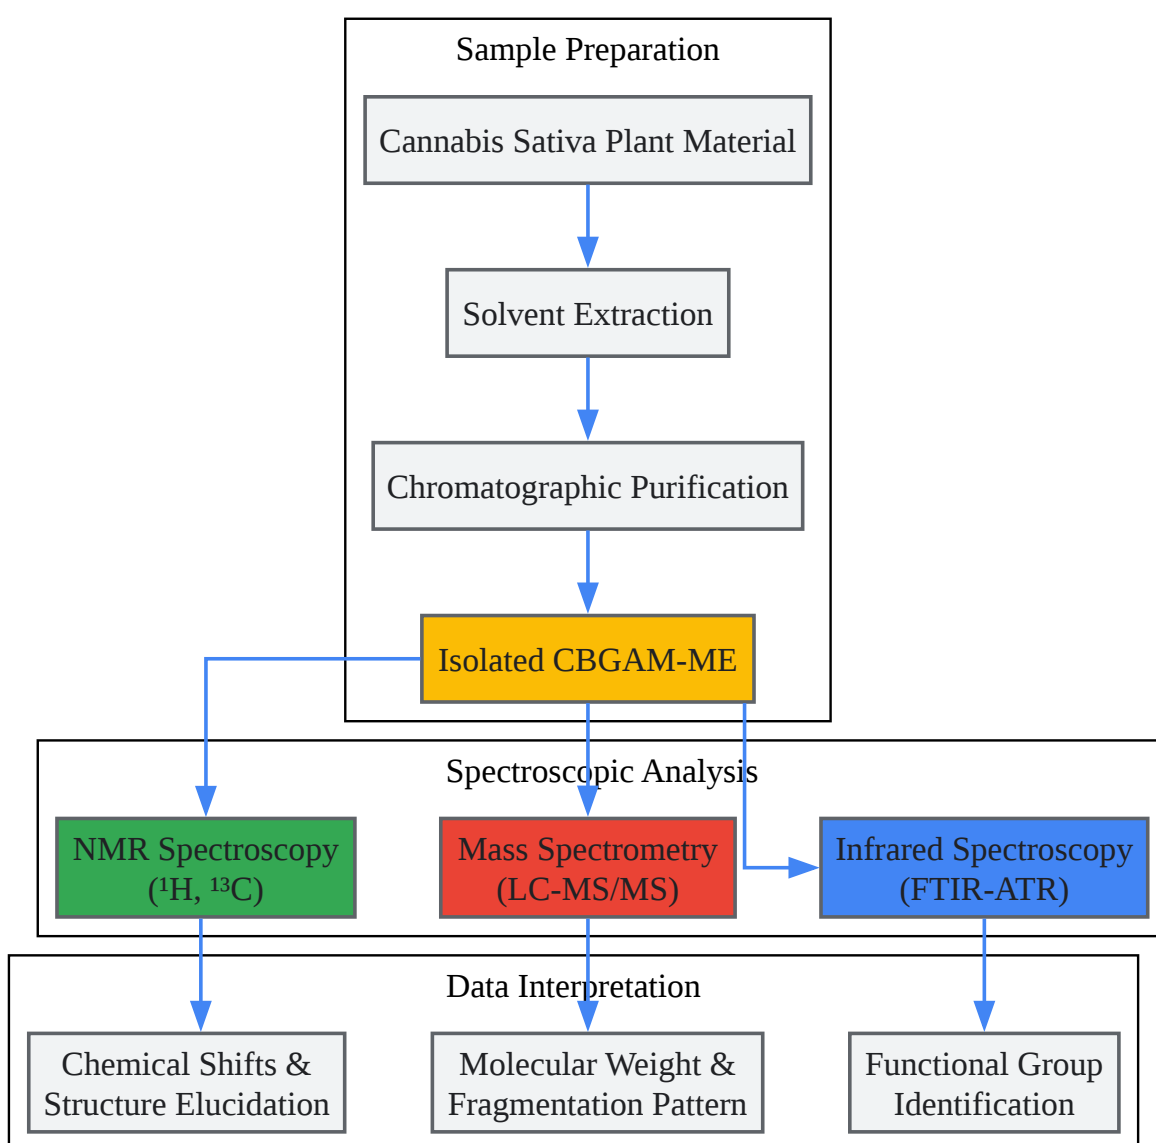 Sample Preparation
Cannabis Sativa Plant Material
Solvent Extraction
Chromatographic Purification
Isolated CBGAM-ME
Spectroscopic Analysis
NMR Spectroscopy
(¹H, ¹³C)
Mass Spectrometry
(LC-MS/MS)
Infrared Spectroscopy
(FTIR-ATR)
Data Interpretation
Chemical Shifts &
Structure Elucidation
Molecular Weight &
Fragmentation Pattern
Functional Group
Identification